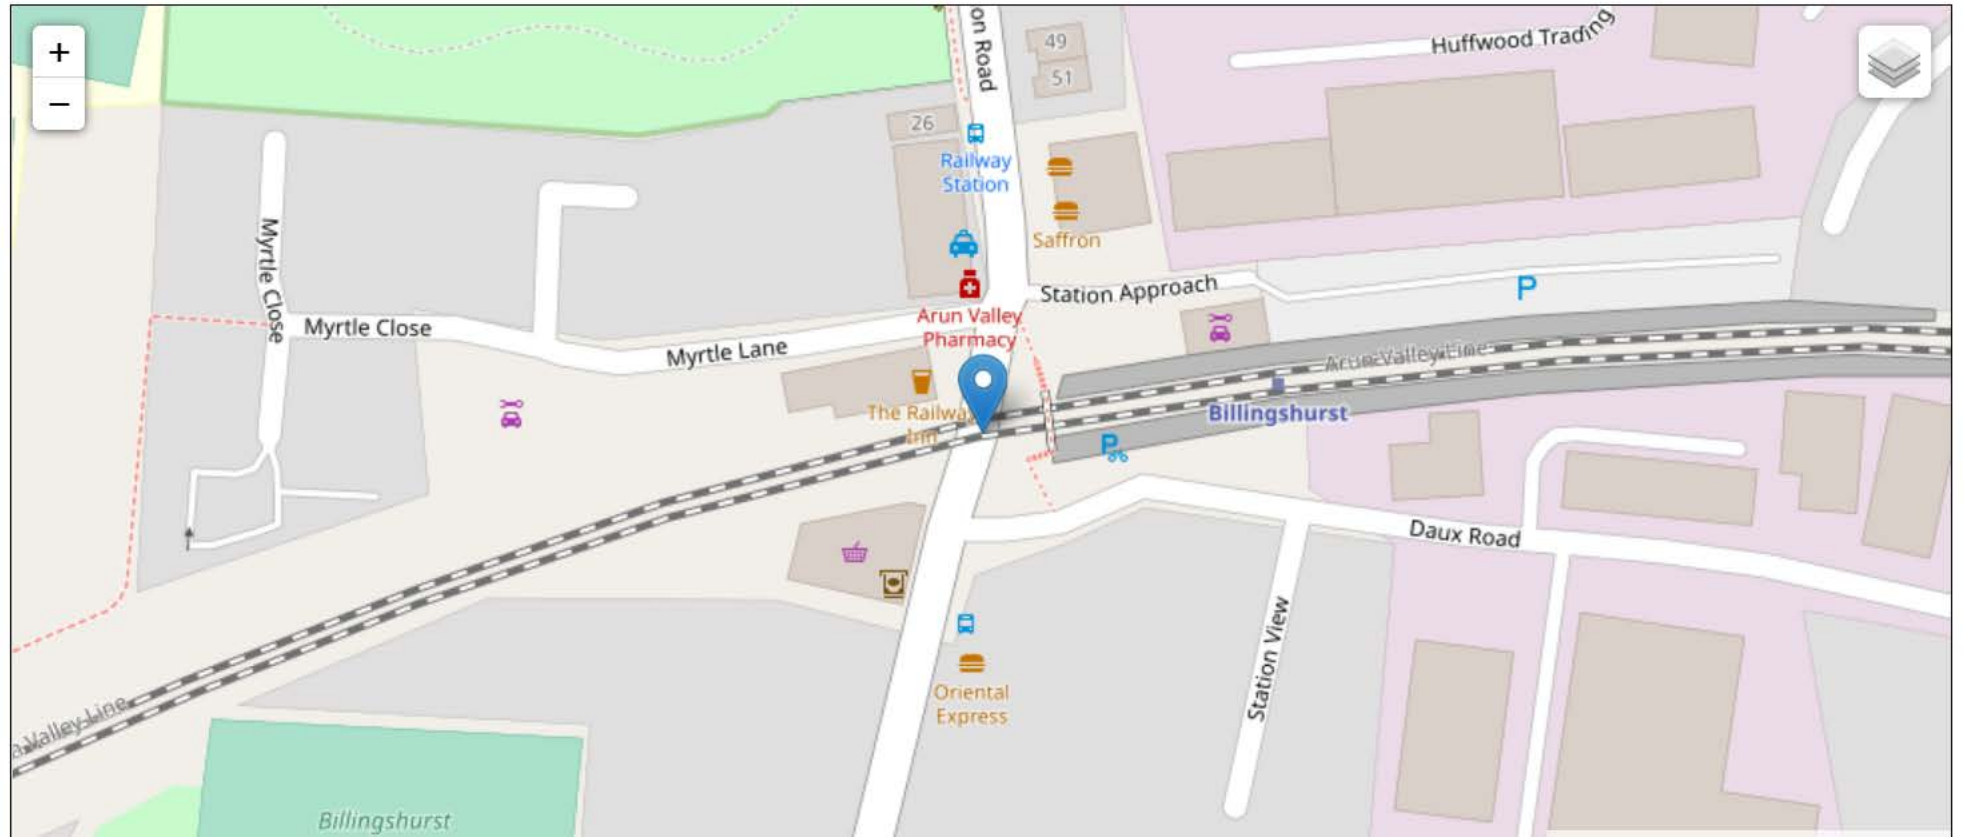 +
−
on Road
49
51
Huffwood Trading
26
Railway
Station
Saffron
Myrtle Close
Station Approach
P
Arun Valley
Pharmacy
Myrtle Close
Myrtle Lane
Arun Valley Line
The Railway
Inn
Billingshurst
P
Daux Road
Station View
Oriental
Express
a Valley Line
Billingshurst